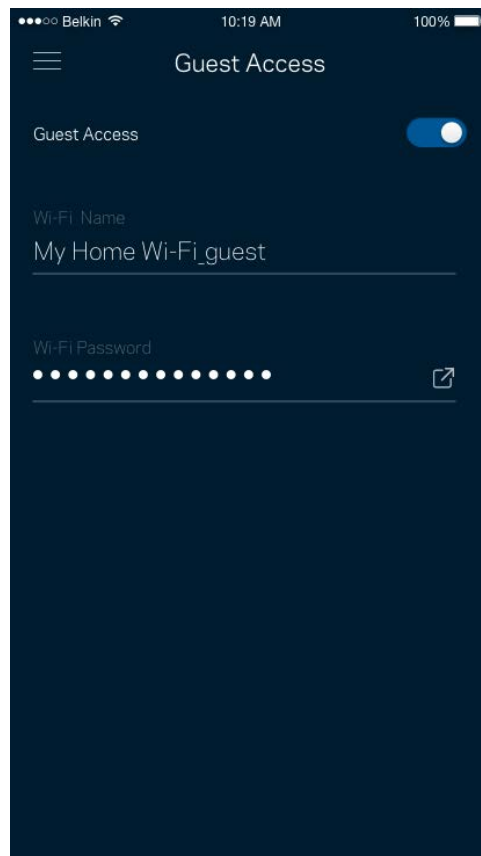 ●●●○○ Belkin 10:19 AM 100%
Guest Access
Guest Access
Wi-Fi Name
My Home Wi-Fi_guest
Wi-Fi Password
●●●●●●●●●●●●●●